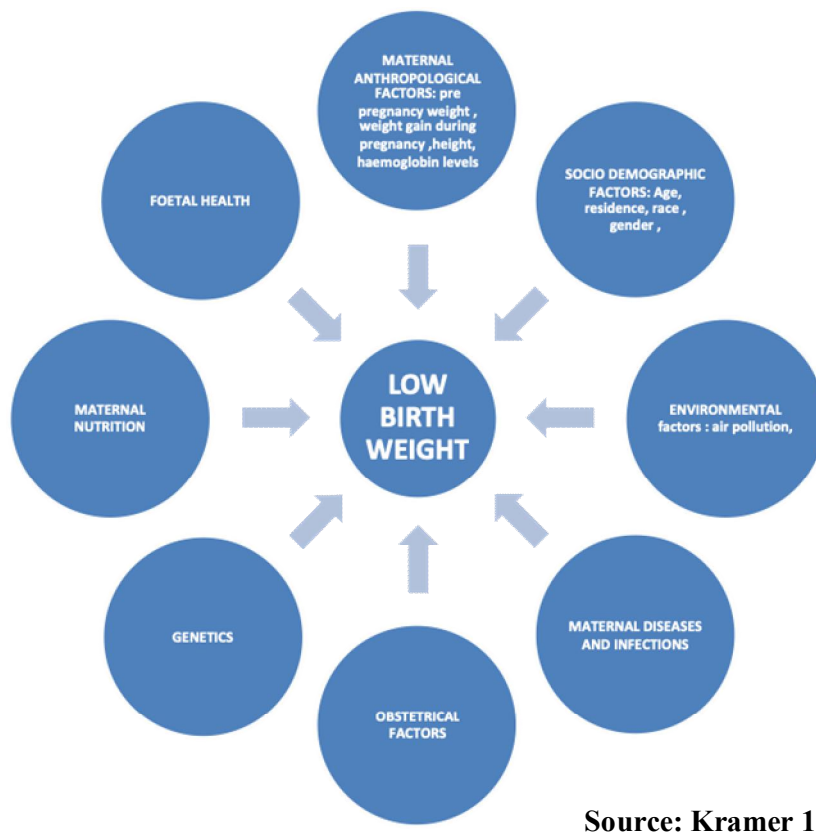 MATERNAL
ANTHROPOLOGICAL
FACTORS: pre
pregnancy weight ,
weight gain during
pregnancy ,height,
haemoglobin levels
SOCIO DEMOGRAPHIC
FACTORS: Age,
residence, race ,
gender ,
ENVIRONMENTAL
factors : air pollution,
MATERNAL DISEASES
AND INFECTIONS
OBSTETRICAL
FACTORS
GENETICS
MATERNAL
NUTRITION
FOETAL HEALTH
LOW
BIRTH
WEIGHT
Source: Kramer 1